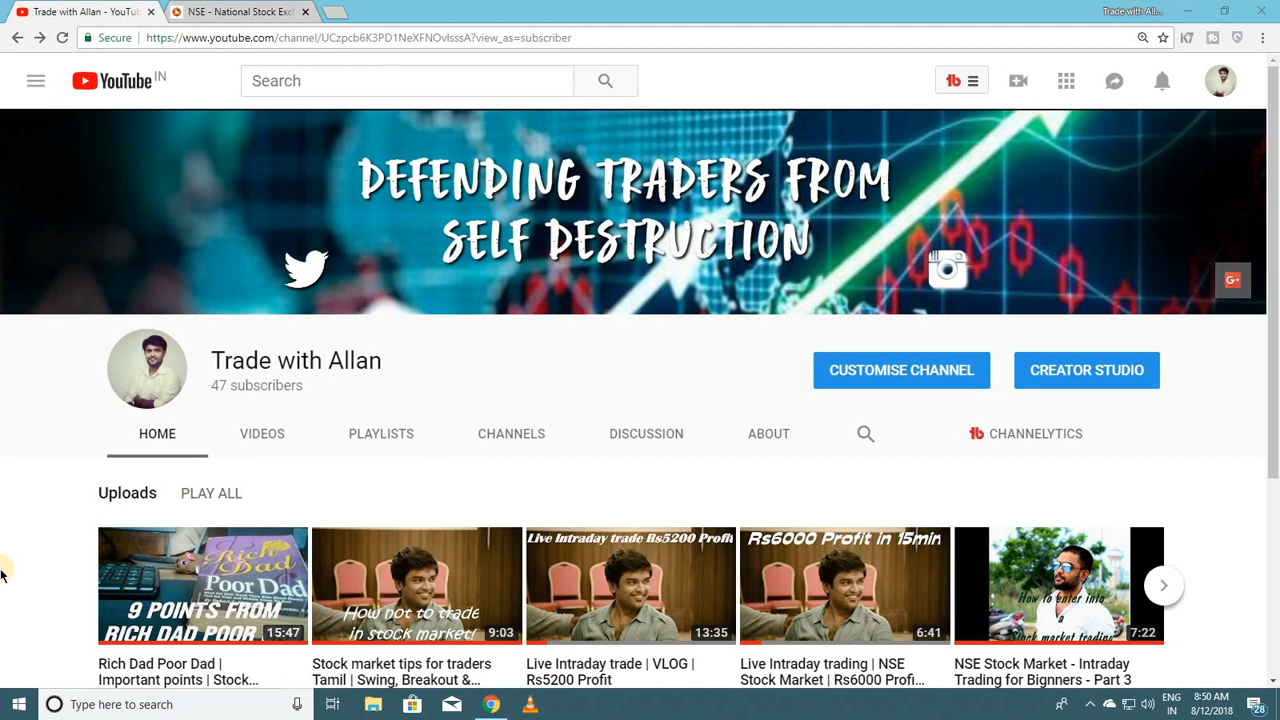 Trade with Allan - YouTub
NSE - National Stock Exc
Trade with All...
Secure
https://www.youtube.com/channel/UCzpcb6K3PD1NeXFNOvlsssA?view_as=subscriber
YouTube IN
Search
DEFENDING TRADERS FROM
SELF DESTRUCTION
G+
Trade with Allan
47 subscribers
CUSTOMISE CHANNEL
CREATOR STUDIO
HOME
VIDEOS
PLAYLISTS
CHANNELS
DISCUSSION
ABOUT
CHANNELYTICS
Uploads
PLAY ALL
Rich Dad
Poor Dad
9 POINTS FROM
RICH DAD POOR DAD
15:47
How not to trade
in stock market!
9:03
Live Intraday trade Rs5200 Profit
13:35
Rs6000 Profit in 15min
6:41
How to enter into
a
stock market trading
7:22
Rich Dad Poor Dad |
Important points | Stock...
Stock market tips for traders
Tamil | Swing, Breakout &...
Live Intraday trade | VLOG |
Rs5200 Profit
Live Intraday trading | NSE
Stock Market | Rs6000 Profi...
NSE Stock Market - Intraday
Trading for Bignners - Part 3
Type here to search
ENG
IN
8:50 AM
8/12/2018
28